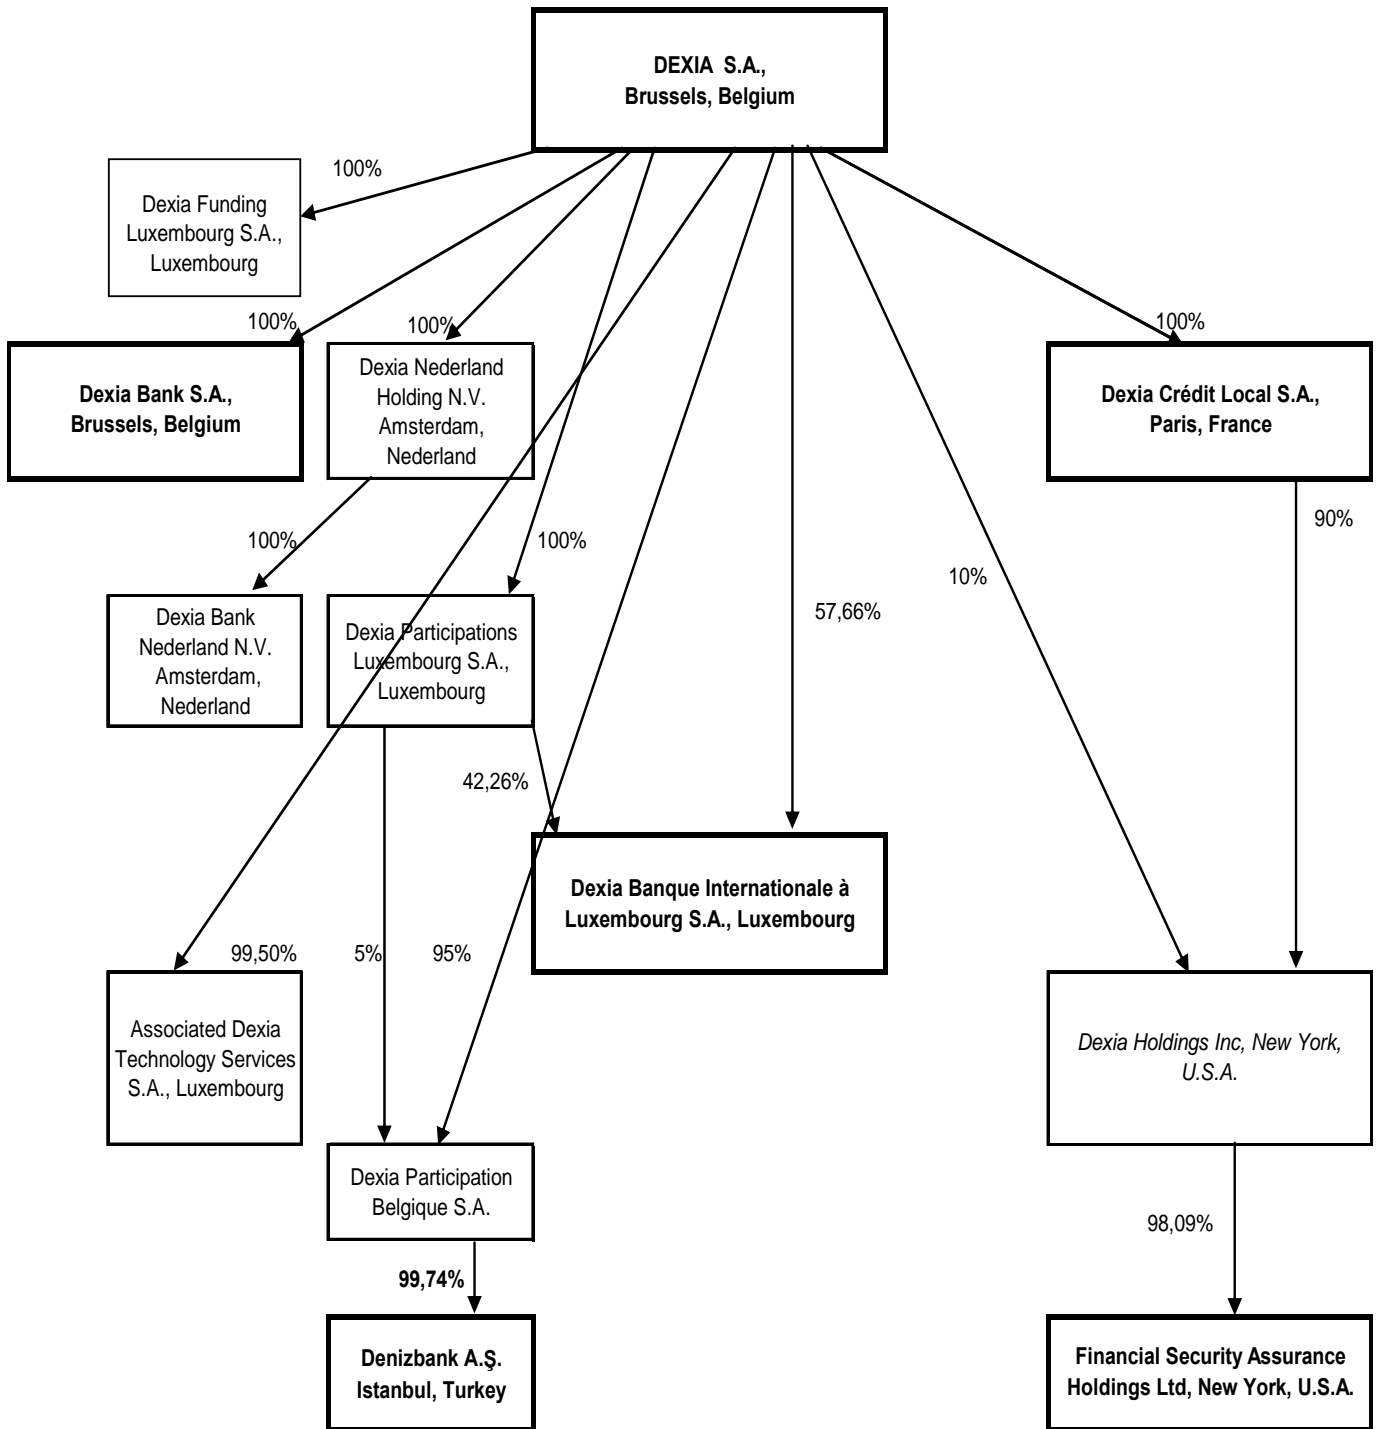 DEXIA S.A.,
Brussels, Belgium
100%
Dexia Funding
Luxembourg S.A.,
Luxembourg
100%
100%
100%
Dexia Bank S.A.,
Brussels, Belgium
Dexia Nederland
Holding N.V.
Amsterdam,
Nederland
Dexia Crédit Local S.A.,
Paris, France
90%
100%
100%
10%
57,66%
Dexia Bank
Nederland N.V.
Amsterdam,
Nederland
Dexia Participations
Luxembourg S.A.,
Luxembourg
42,26%
Dexia Banque Internationale à
Luxembourg S.A., Luxembourg
99,50%
5%
95%
Associated Dexia
Technology Services
S.A., Luxembourg
Dexia Holdings Inc, New York,
U.S.A.
Dexia Participation
Belgique S.A.
98,09%
99,74%
Denizbank A.Ş.
Istanbul, Turkey
Financial Security Assurance
Holdings Ltd, New York, U.S.A.